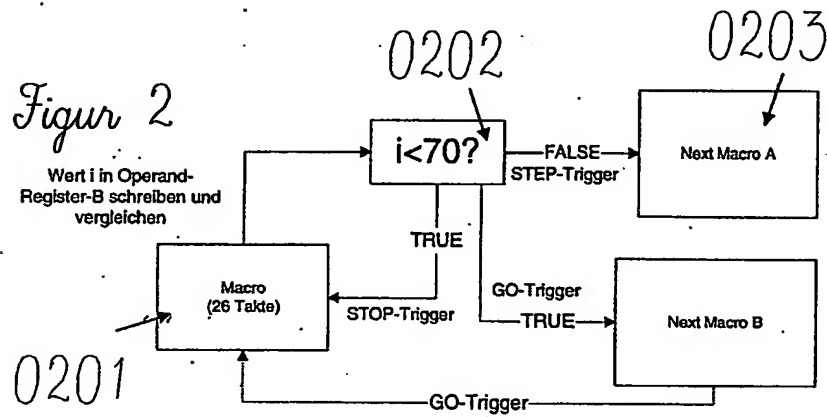 0202
0203
Figur 2
i<70?
FALSE
STEP-Trigger
Next Macro A
Wert i in Operand-
Register-B schreiben und
vergleichen
TRUE
Macro
(26 Takte)
STOP-Trigger
GO-Trigger
TRUE
Next Macro B
0201
GO-Trigger